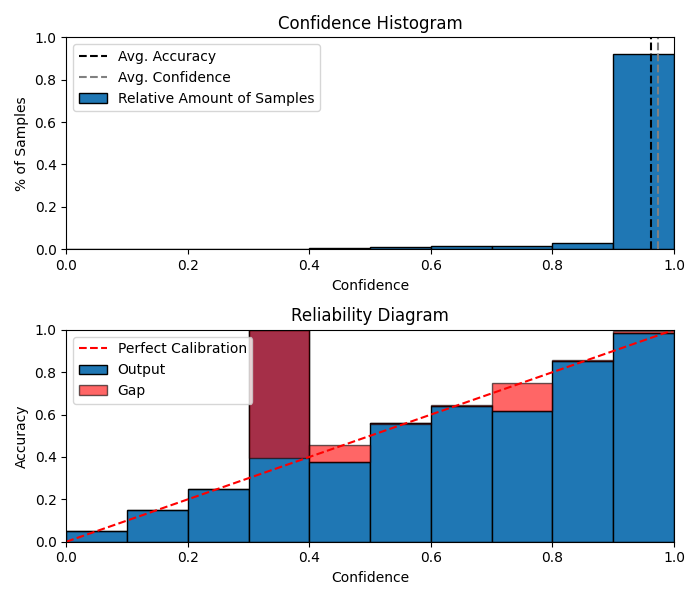 Confidence Histogram
1.0
0.8
0.6
0.4
0.2
0.0
% of Samples
Avg. Accuracy
Avg. Confidence
Relative Amount of Samples
0.0 0.2 0.4 0.6 0.8 1.0
Confidence
Reliability Diagram
1.0
0.8
0.6
0.4
0.2
0.0
Accuracy
Perfect Calibration
Output
Gap
0.0 0.2 0.4 0.6 0.8 1.0
Confidence